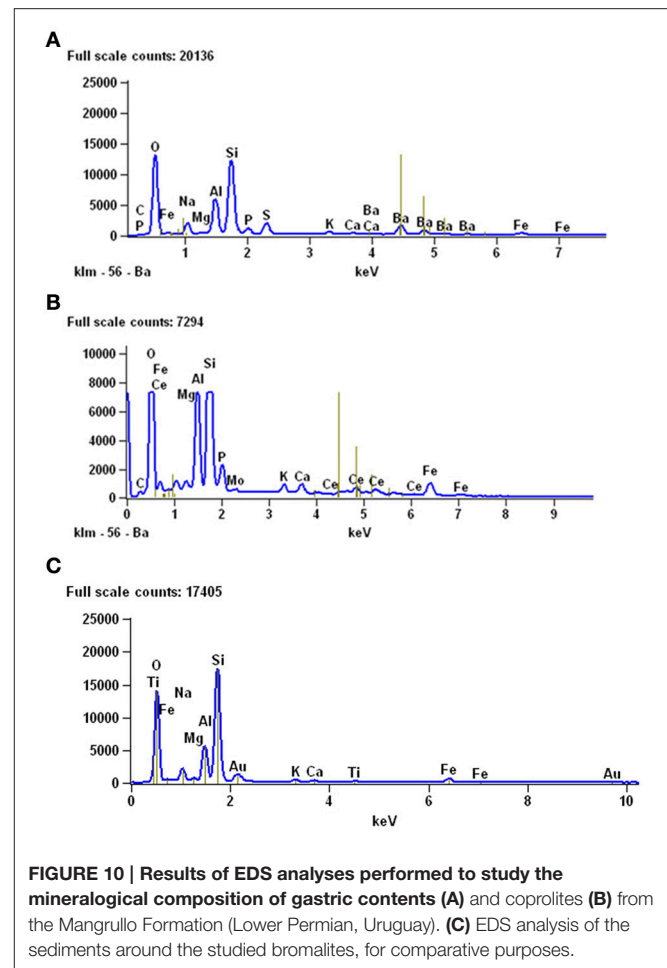 A
Full scale counts: 20136
25000
20000
15000
10000
5000
0
O
Si
Al
Na
C
P
Fe
Mg
P
S
K
Ca
Ba
Ca
Ba
Ba
Ba
Ba
Fe
Fe
1
2
3
4
5
6
7
klm - 56 - Ba
keV
B
Full scale counts: 7294
10000
8000
6000
4000
2000
0
O
Fe
Ce
Si
Al
Mg
P
C
Mo
K
Ca
Ce
Ce
Ce
Ce
Fe
Fe
0
1
2
3
4
5
6
7
8
9
klm - 56 - Ba
keV
C
Full scale counts: 17405
25000
20000
15000
10000
5000
0
O
Ti
Fe
Na
Si
Al
Mg
Au
K
Ca
Ti
Fe
Fe
Au
0
2
4
6
8
10
keV
FIGURE 10 | Results of EDS analyses performed to study the
mineralogical composition of gastric contents (A) and coprolites (B) from
the Mangrullo Formation (Lower Permian, Uruguay). (C) EDS analysis of the
sediments around the studied bromalites, for comparative purposes.